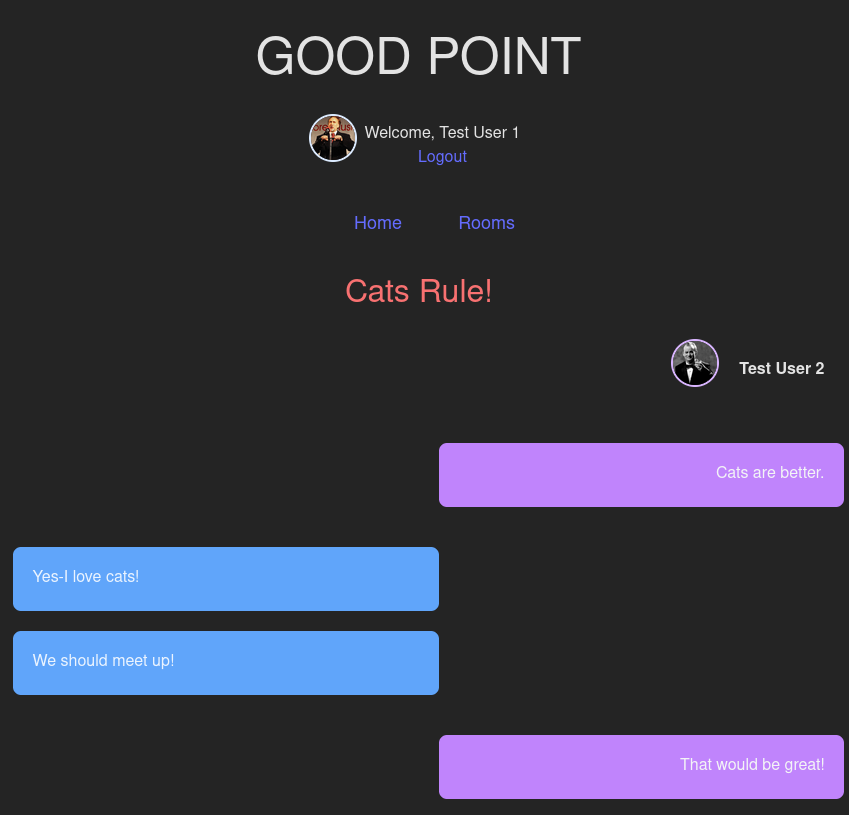 GOOD POINT
Welcome, Test User 1
Logout
Home Rooms
Cats Rule!
Test User 2
Cats are better.
Yes-I love cats!
We should meet up!
That would be great!